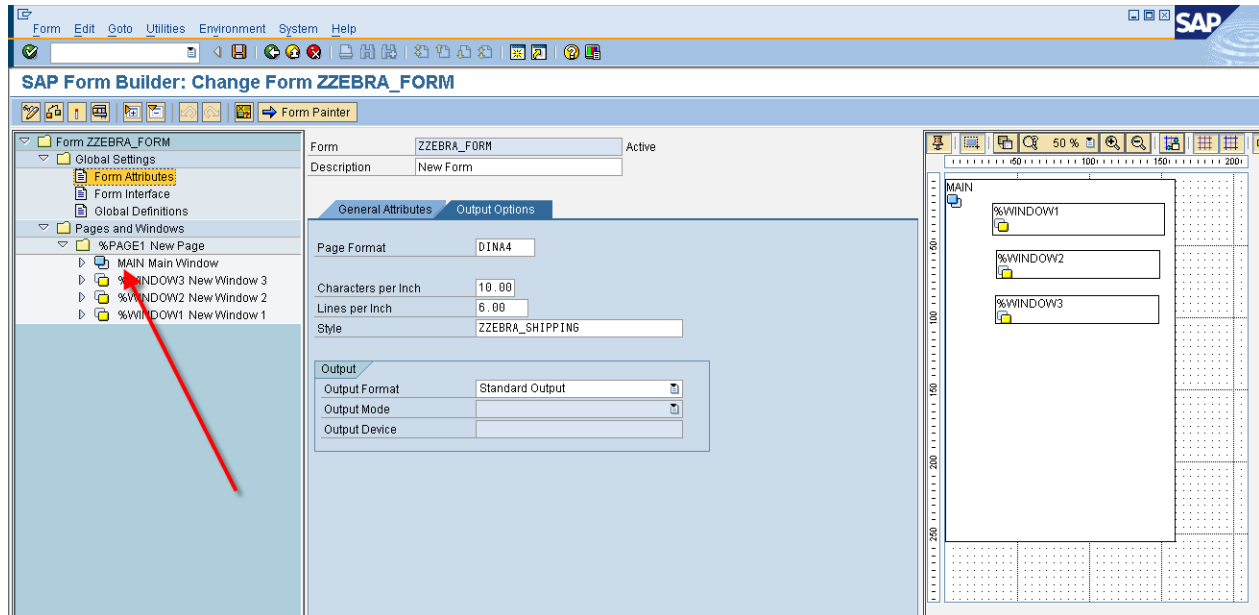 Form Edit Goto Utilities Environment System Help
SAP
SAP Form Builder: Change Form ZZEBRA_FORM
Form Painter
Form ZZEBRA_FORM
Global Settings
Form Attributes
Form Interface
Global Definitions
Pages and Windows
%PAGE1 New Page
MAIN Main Window
%WINDOW3 New Window 3
%WINDOW2 New Window 2
%WINDOW1 New Window 1
Form ZZEBRA_FORM Active
Description New Form
General Attributes Output Options
Page Format DINA4
Characters per Inch 10.00
Lines per Inch 6.00
Style ZZEBRA_SHIPPING
Output
Output Format Standard Output
Output Mode
Output Device
50 %
50 100 150 200
MAIN
%WINDOW1
%WINDOW2
%WINDOW3
50
100
150
200
250